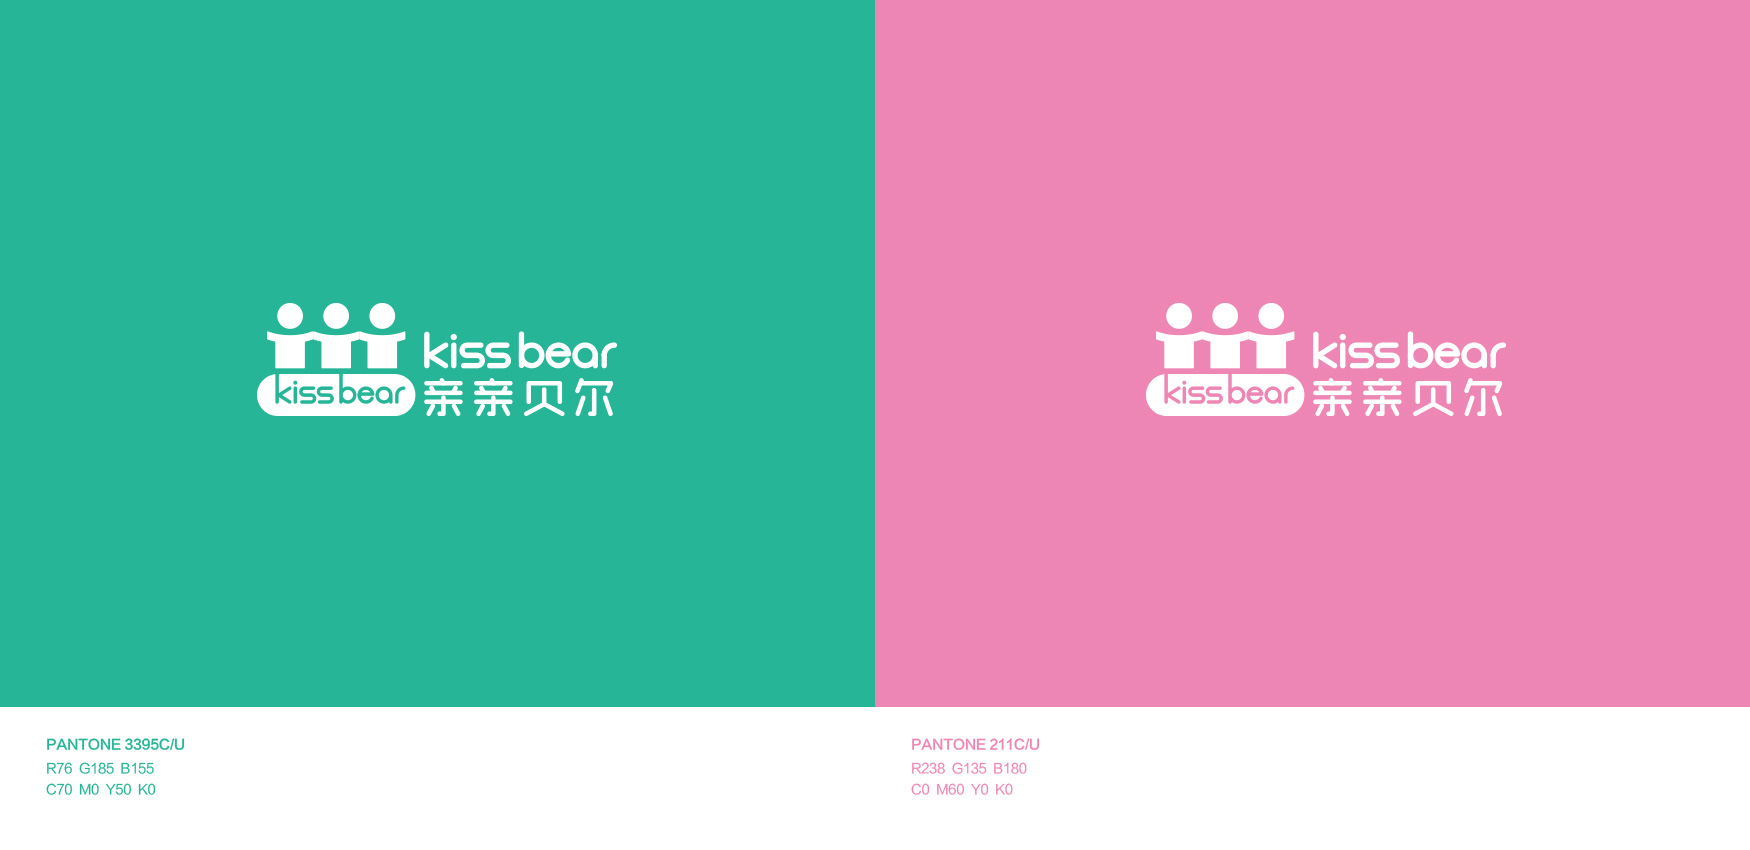 kiss bear
kiss bear
亲亲贝尔
kiss bear
kiss bear
亲亲贝尔
PANTONE 3395C/U
R76 G185 B155
C70 M0 Y50 K0
PANTONE 211C/U
R238 G135 B180
C0 M60 Y0 K0